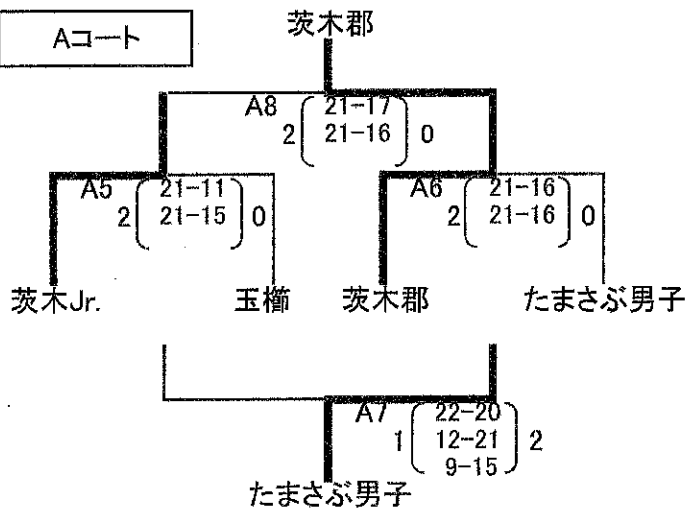 Aコート
茨木郡
A8
21-17
2 21-16 0
A5 21-11
2 21-15 0
A6 21-16
2 21-16 0
茨木Jr. 玉櫛 茨木郡 たまさぶ男子
A7 22-20
1 12-21 2
9-15
たまさぶ男子